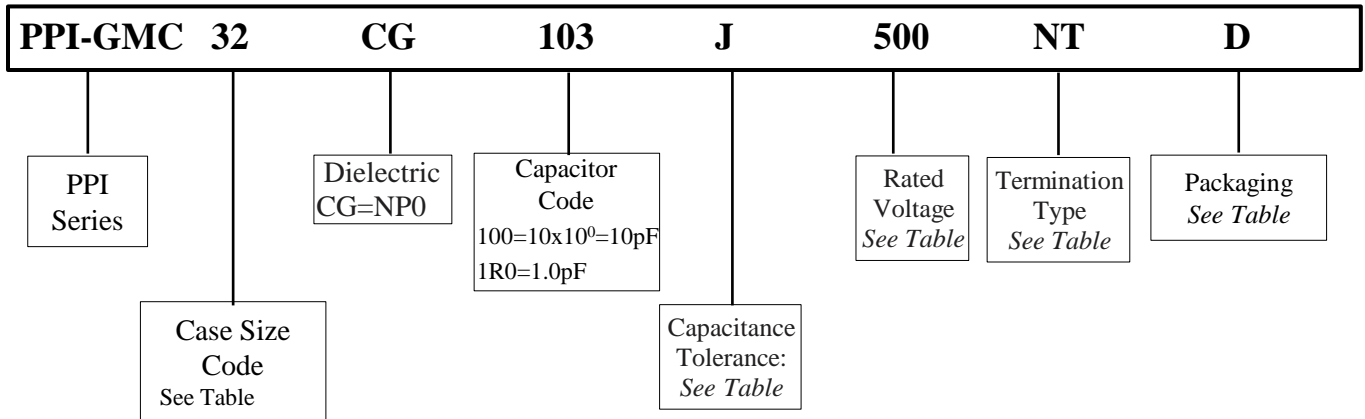 PPI-GMC 32 CG 103 J 500 NT D
PPI
Series
Case Size
Code
See Table
Dielectric
CG=NP0
Capacitor
Code
100=10x10⁰=10pF
1R0=1.0pF
Capacitance
Tolerance:
See Table
Rated
Voltage
See Table
Termination
Type
See Table
Packaging
See Table